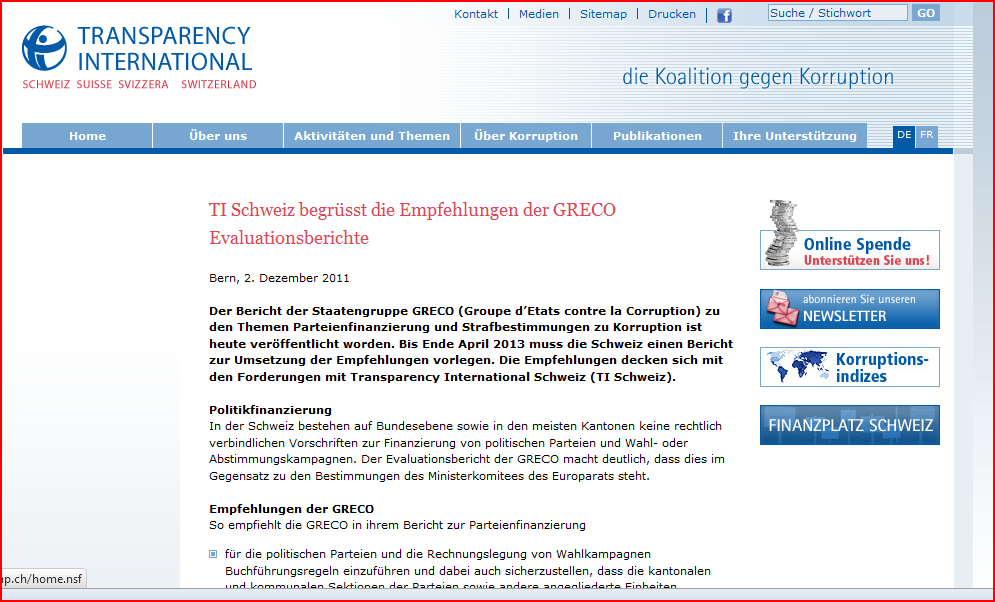 Kontakt | Medien | Sitemap | Drucken | f
Suche / Stichwort GO
TRANSPARENCY
INTERNATIONAL
SCHWEIZ SUISSE SVIZZERA SWITZERLAND
die Koalition gegen Korruption
Home Über uns Aktivitäten und Themen Über Korruption Publikationen Ihre Unterstützung DE FR
TI Schweiz begrüsst die Empfehlungen der GRECO
Evaluationsberichte
Bern, 2. Dezember 2011
Der Bericht der Staatengruppe GRECO (Groupe d'Etats contre la Corruption) zu
den Themen Parteienfinanzierung und Strafbestimmungen zu Korruption ist
heute veröffentlicht worden. Bis Ende April 2013 muss die Schweiz einen Bericht
zur Umsetzung der Empfehlungen vorlegen. Die Empfehlungen decken sich mit
den Forderungen mit Transparency International Schweiz (TI Schweiz).
Politikfinanzierung
In der Schweiz bestehen auf Bundesebene sowie in den meisten Kantonen keine rechtlich
verbindlichen Vorschriften zur Finanzierung von politischen Parteien und Wahl- oder
Abstimmungskampagnen. Der Evaluationsbericht der GRECO macht deutlich, dass dies im
Gegensatz zu den Bestimmungen des Ministerkomitees des Europarats steht.
Empfehlungen der GRECO
So empfiehlt die GRECO in ihrem Bericht zur Parteienfinanzierung
für die politischen Parteien und die Rechnungslegung von Wahlkampagnen
Buchführungsregeln einzuführen und dabei auch sicherzustellen, dass die kantonalen
und kommunalen Sektionen der Parteien sowie andere angegliederte Einheiten
Online Spende
Unterstützen Sie uns!
abonnieren Sie unseren
NEWSLETTER
Korruptions-
indizes
FINANZPLATZ SCHWEIZ
ap.ch/home.nsf